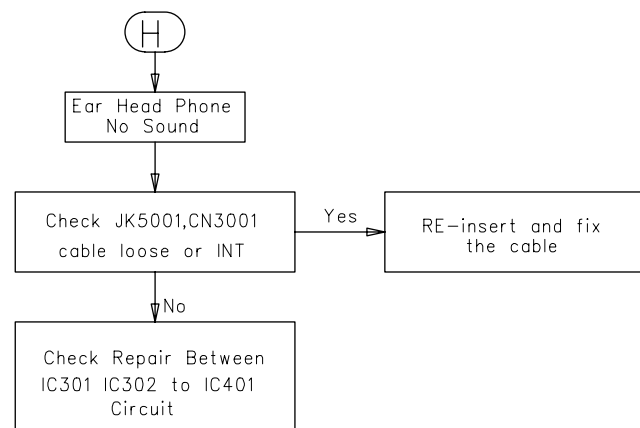 H
Ear Head Phone
No Sound
Check JK5001,CN3001
cable loose or INT
Yes
RE-insert and fix
the cable
No
Check Repair Between
IC301 IC302 to IC401
Circuit